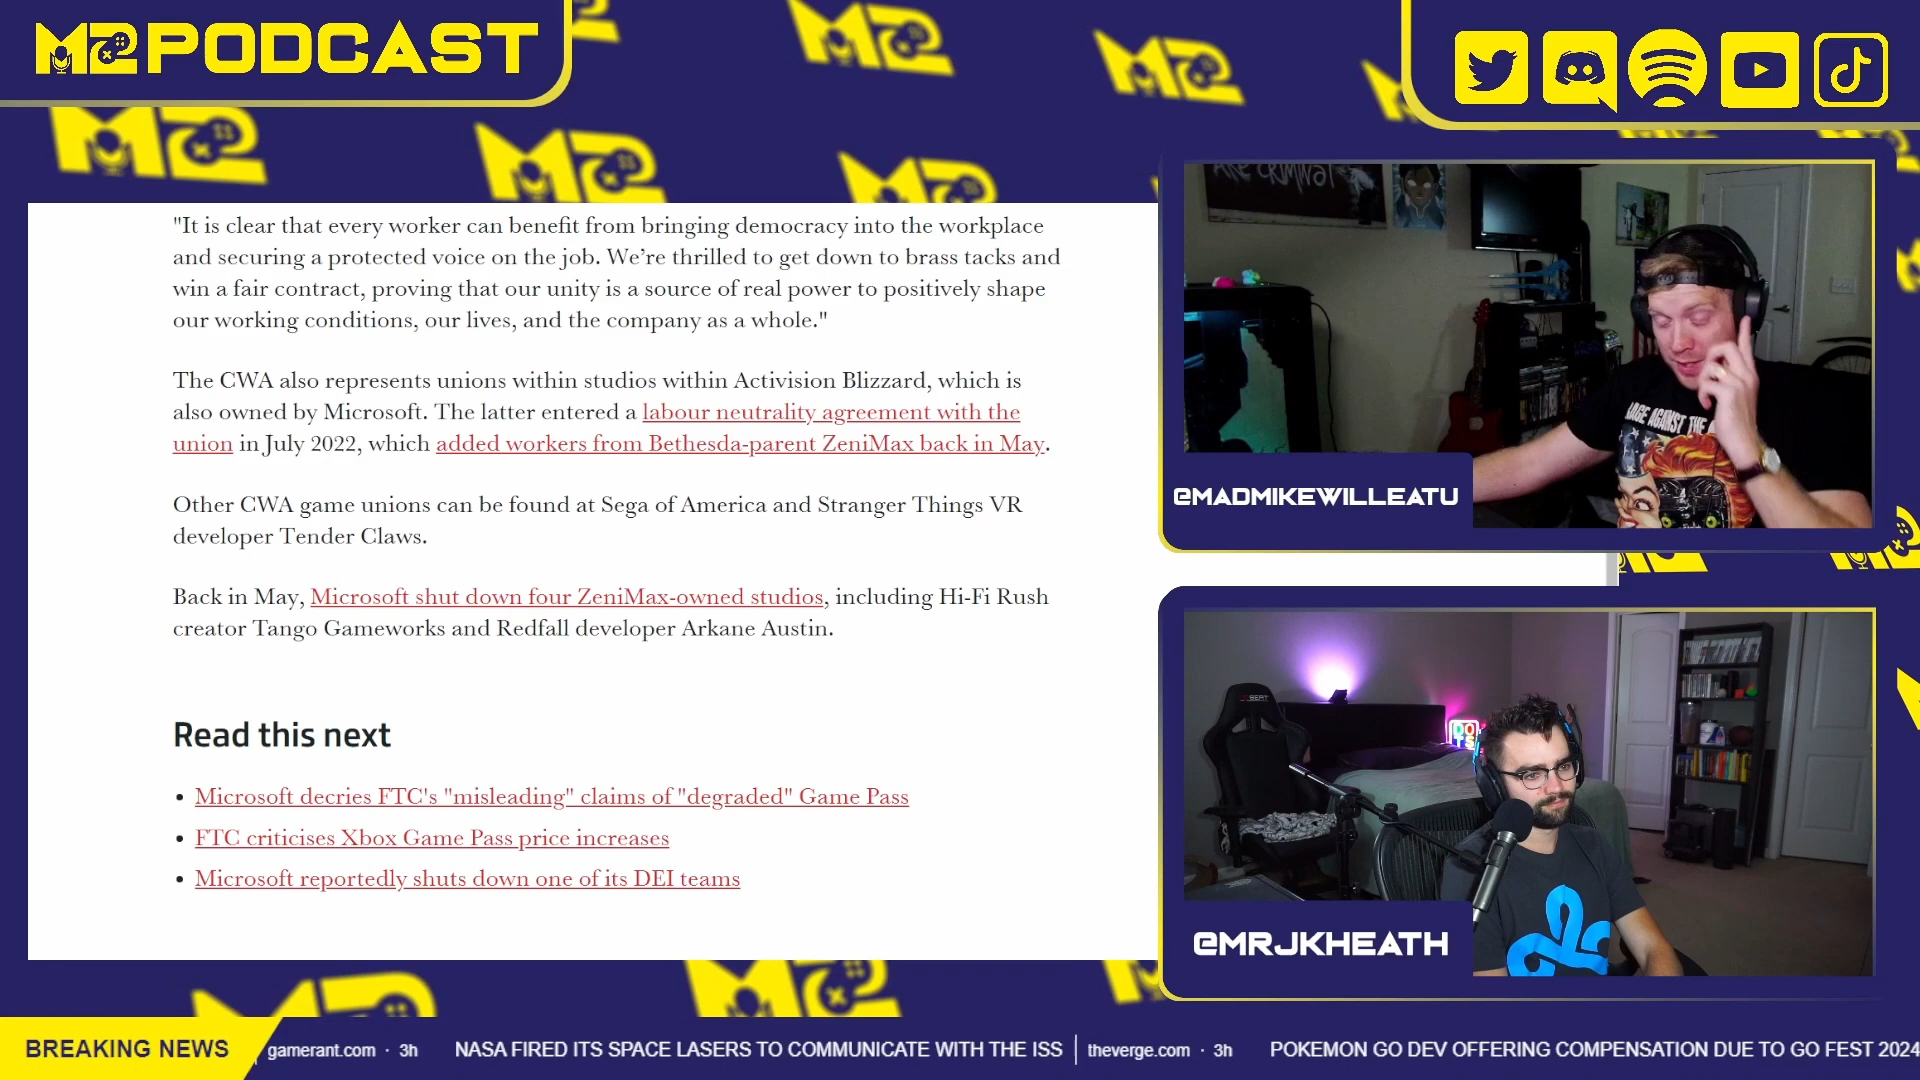 M2 PODCAST
"It is clear that every worker can benefit from bringing democracy into the workplace
and securing a protected voice on the job. We’re thrilled to get down to brass tacks and
win a fair contract, proving that our unity is a source of real power to positively shape
our working conditions, our lives, and the company as a whole."
The CWA also represents unions within studios within Activision Blizzard, which is
also owned by Microsoft. The latter entered a labour neutrality agreement with the
union in July 2022, which added workers from Bethesda-parent ZeniMax back in May.
Other CWA game unions can be found at Sega of America and Stranger Things VR
developer Tender Claws.
Back in May, Microsoft shut down four ZeniMax-owned studios, including Hi-Fi Rush
creator Tango Gameworks and Redfall developer Arkane Austin.
Read this next
• Microsoft decries FTC's "misleading" claims of "degraded" Game Pass
• FTC criticises Xbox Game Pass price increases
• Microsoft reportedly shuts down one of its DEI teams
ARE CRIMINAL
RAGE AGAINST THE
@MADMIKEWILLEATU
DOTS
@MRJKHEATH
BREAKING NEWS
gamerant.com · 3h
NASA FIRED ITS SPACE LASERS TO COMMUNICATE WITH THE ISS
theverge.com · 3h
POKEMON GO DEV OFFERING COMPENSATION DUE TO GO FEST 2024